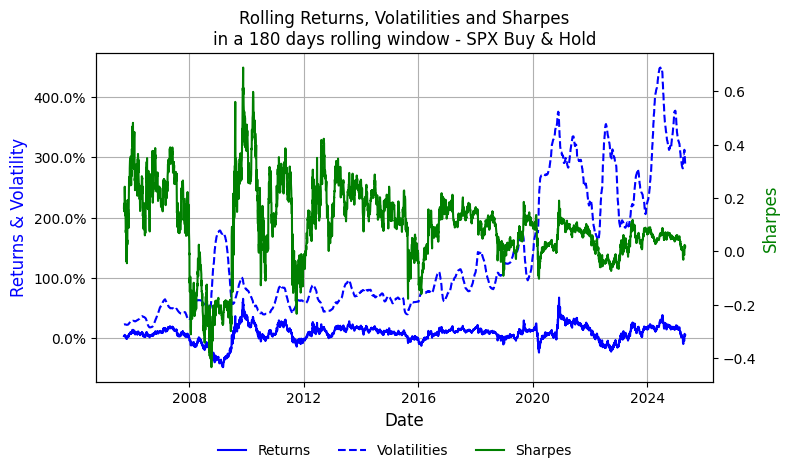 Rolling Returns, Volatilities and Sharpes
in a 180 days rolling window - SPX Buy & Hold
Returns & Volatility
400.0%
300.0%
200.0%
100.0%
0.0%
0.6
0.4
0.2
0.0
−0.2
−0.4
Sharpes
2008
2012
2016
2020
2024
Date
Returns
Volatilities
Sharpes